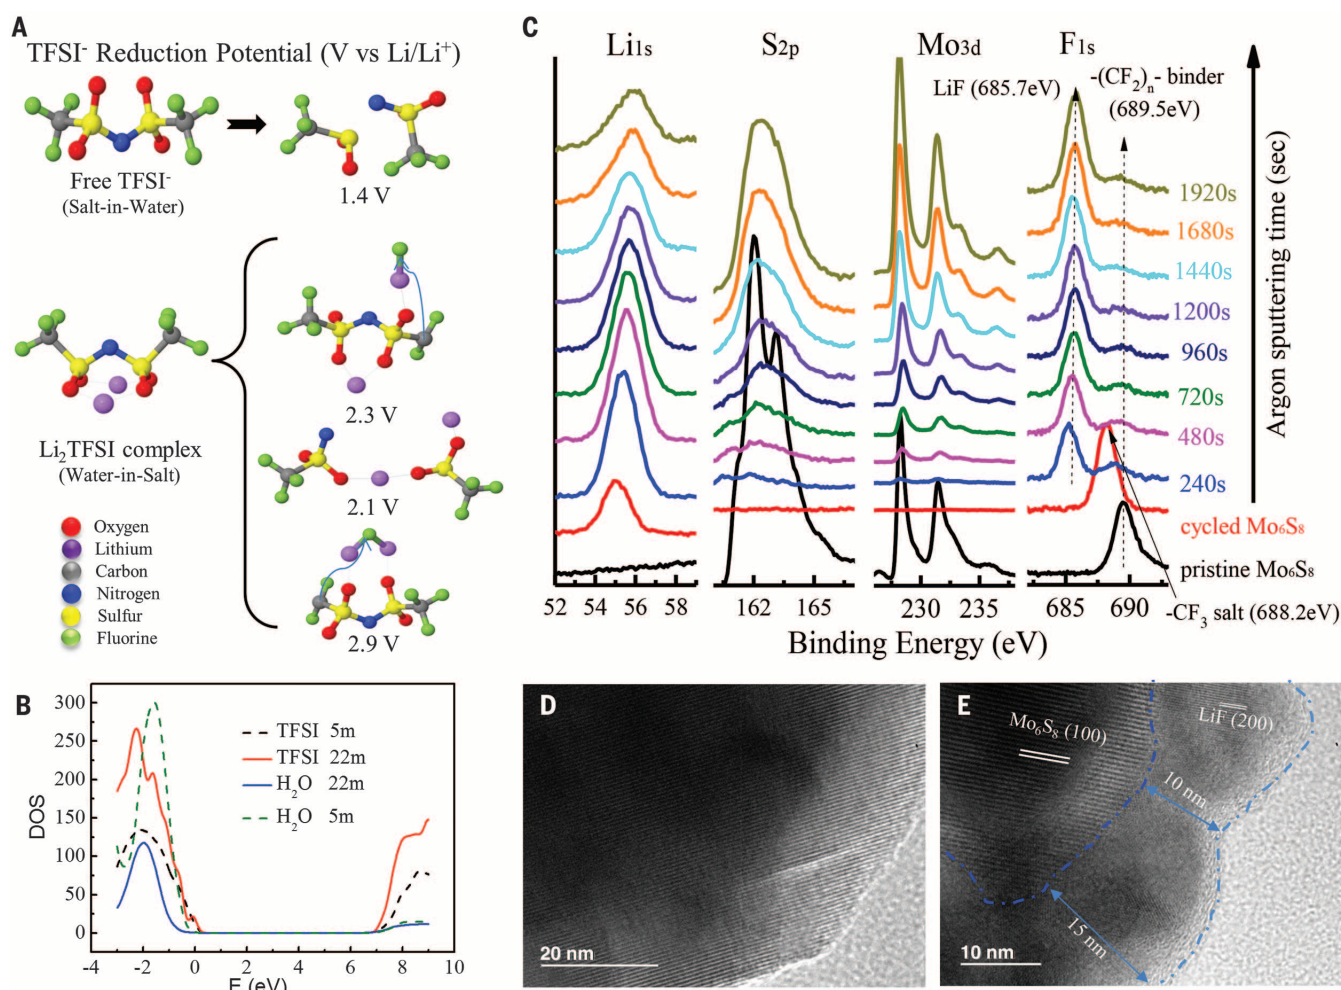 A
TFSI⁻ Reduction Potential (V vs Li/Li⁺)
Free TFSI⁻
(Salt-in-Water)
1.4 V
2.3 V
Li₂TFSI complex
(Water-in-Salt)
2.1 V
2.9 V
Oxygen
Lithium
Carbon
Nitrogen
Sulfur
Fluorine
B
DOS
300
250
200
150
100
50
0
TFSI 5m
TFSI 22m
H₂O 22m
H₂O 5m
-4 -2 0 2 4 6 8 10
E (eV)
C
Li1s
S2p
Mo3d
F1s
LiF (685.7eV)
-(CF₂)n- binder
(689.5eV)
1920s
1680s
1440s
1200s
960s
720s
480s
240s
cycled Mo₆S₈
pristine Mo₆S₈
-CF₃ salt (688.2eV)
Argon sputtering time (sec)
52 54 56 58
162 165
230 235
685 690
Binding Energy (eV)
D
20 nm
E
Mo₆S₈ (100)
LiF (200)
10 nm
15 nm
10 nm